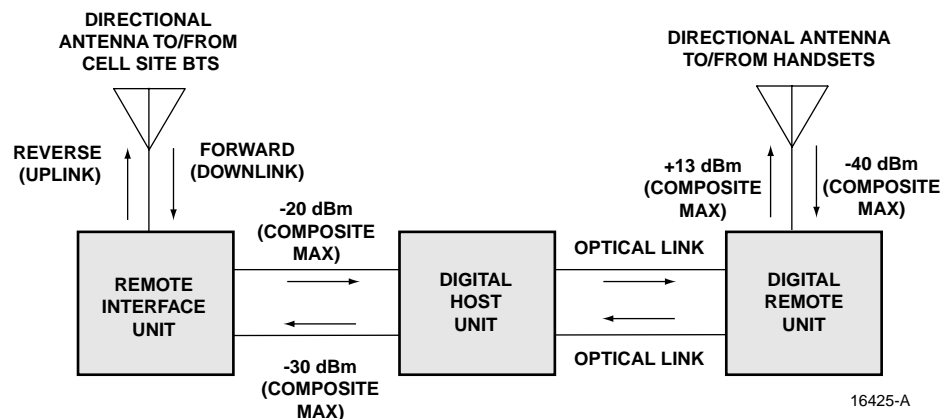 DIRECTIONAL
ANTENNA TO/FROM
CELL SITE BTS
DIRECTIONAL ANTENNA
TO/FROM HANDSETS
REVERSE
(UPLINK)
FORWARD
(DOWNLINK)
+13 dBm
(COMPOSITE
MAX)
-40 dBm
(COMPOSITE
MAX)
-20 dBm
(COMPOSITE
MAX)
OPTICAL LINK
REMOTE
INTERFACE
UNIT
DIGITAL
HOST
UNIT
DIGITAL
REMOTE
UNIT
-30 dBm
(COMPOSITE
MAX)
OPTICAL LINK
16425-A